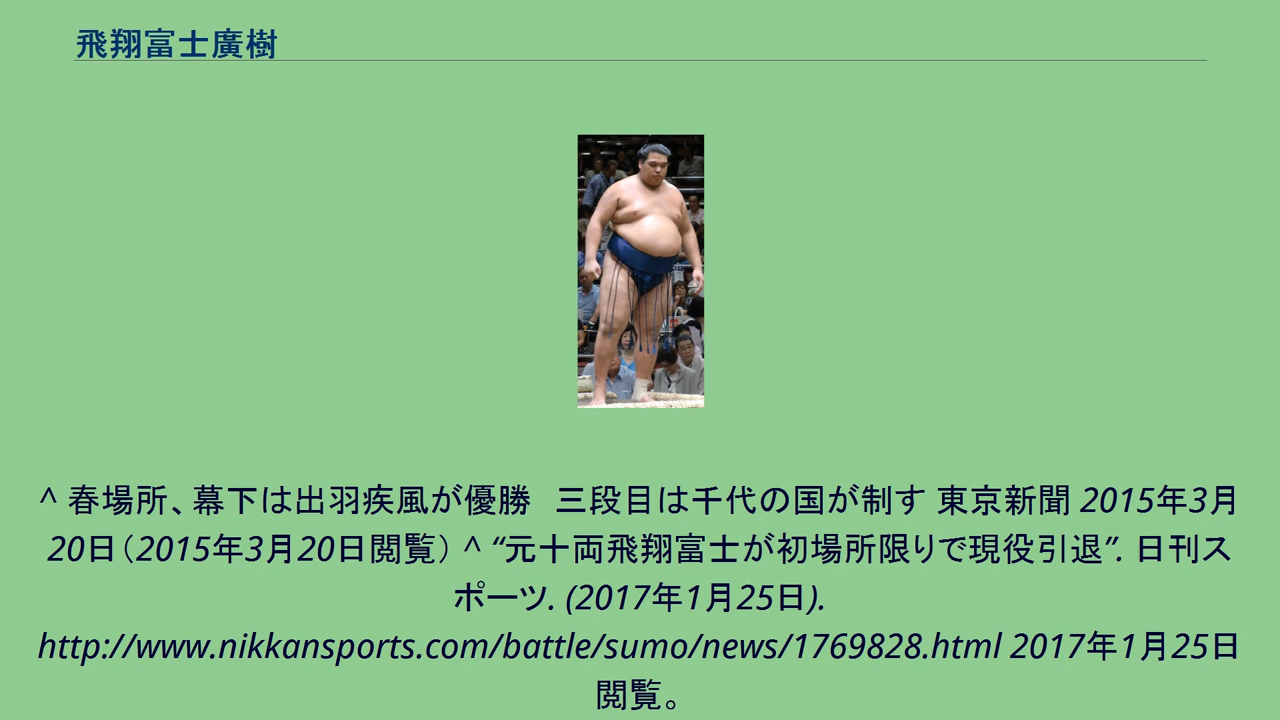 飛翔富士廣樹
^ 春場所、幕下は出羽疾風が優勝　三段目は千代の国が制す 東京新聞 2015年3月
20日（2015年3月20日閲覧） ^ “元十両飛翔富士が初場所限りで現役引退”. 日刊ス
ポーツ. (2017年1月25日).
http://www.nikkansports.com/battle/sumo/news/1769828.html 2017年1月25日
閲覧。